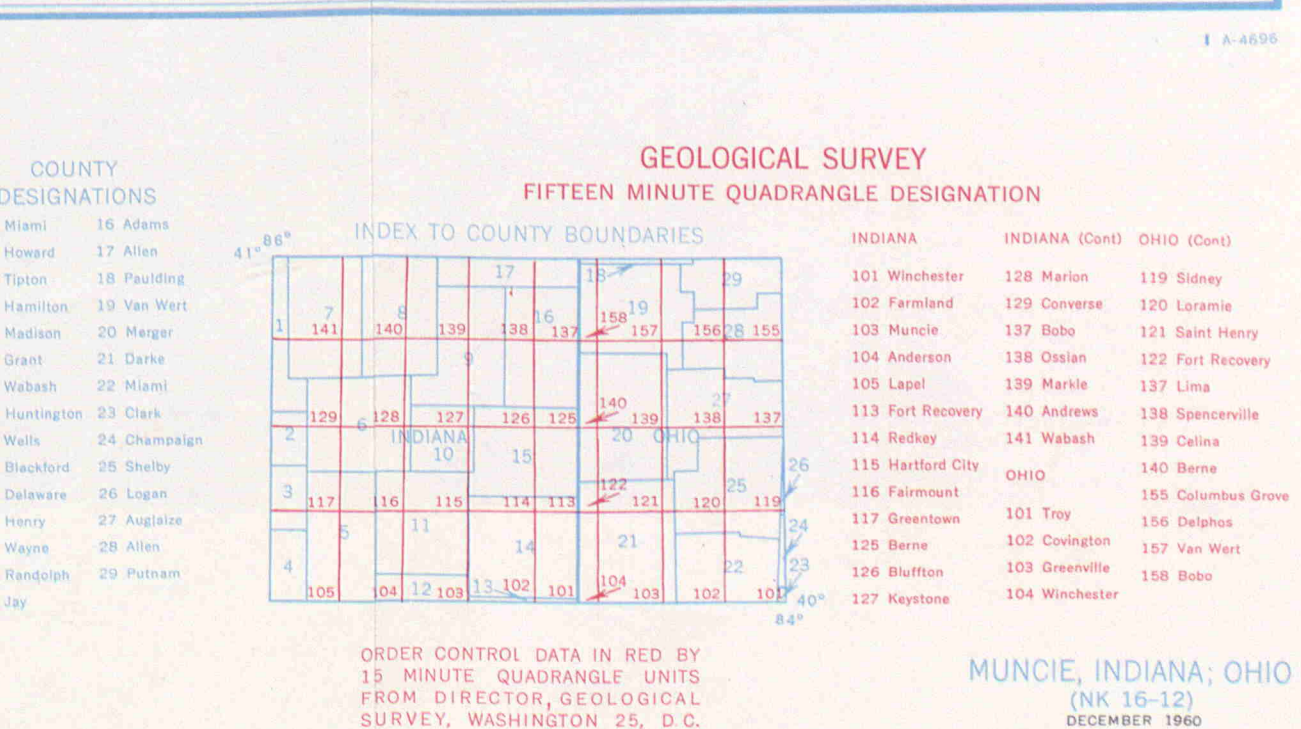 A-4696
COUNTY
DESIGNATIONS
Miami 16 Adams
Howard 17 Allen
Tipton 18 Paulding
Hamilton 19 Van Wert
Madison 20 Merger
Grant 21 Darke
Wabash 22 Miami
Huntington 23 Clark
Wells 24 Champaign
Blackford 25 Shelby
Delaware 26 Logan
Henry 27 Auglaize
Wayne 28 Allen
Randolph 29 Putnam
Jay
GEOLOGICAL SURVEY
FIFTEEN MINUTE QUADRANGLE DESIGNATION
INDEX TO COUNTY BOUNDARIES
86°
41°
17 18 29
7 8 16 158 19
1 141 140 139 138 137 157 156 28 155
9
140 27
129 128 127 126 125 139 138 137
6
2 INDIANA 20 OHIO
10 15
26
3 122 25
117 116 115 114 113 121 120 119
5 11 24
14 21
4 22 23
105 104 12 103 13 102 101 104 103 102 101 40°
84°
INDIANA
101 Winchester
102 Farmland
103 Muncie
104 Anderson
105 Lapel
113 Fort Recovery
114 Redkey
115 Hartford City
116 Fairmount
117 Greentown
125 Berne
126 Bluffton
127 Keystone
INDIANA (Cont)
128 Marion
129 Converse
137 Bobo
138 Ossian
139 Markle
140 Andrews
141 Wabash
OHIO
101 Troy
102 Covington
103 Greenville
104 Winchester
OHIO (Cont)
119 Sidney
120 Loramie
121 Saint Henry
122 Fort Recovery
137 Lima
138 Spencerville
139 Celina
140 Berne
155 Columbus Grove
156 Delphos
157 Van Wert
158 Bobo
ORDER CONTROL DATA IN RED BY
15 MINUTE QUADRANGLE UNITS
FROM DIRECTOR, GEOLOGICAL
SURVEY, WASHINGTON 25, D.C.
MUNCIE, INDIANA; OHIO
(NK 16-12)
DECEMBER 1960